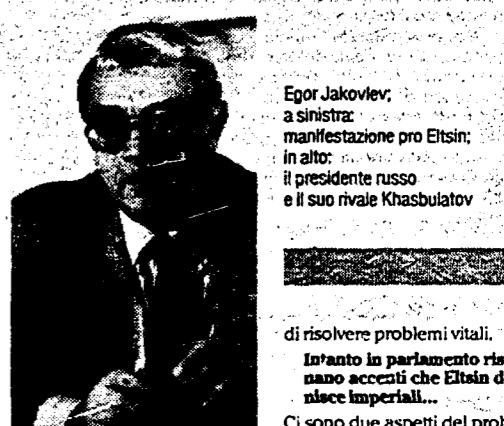 Egor Jakovlev;
a sinistra:
manifestazione pro Eltsin;
in alto:
il presidente russo
e il suo rivale Khasbulatov
di risolvere problemi vitali.
Intanto in parlamento ris
nano accenti che Eltsin d
nisce imperiali...
Ci sono due aspetti del prob